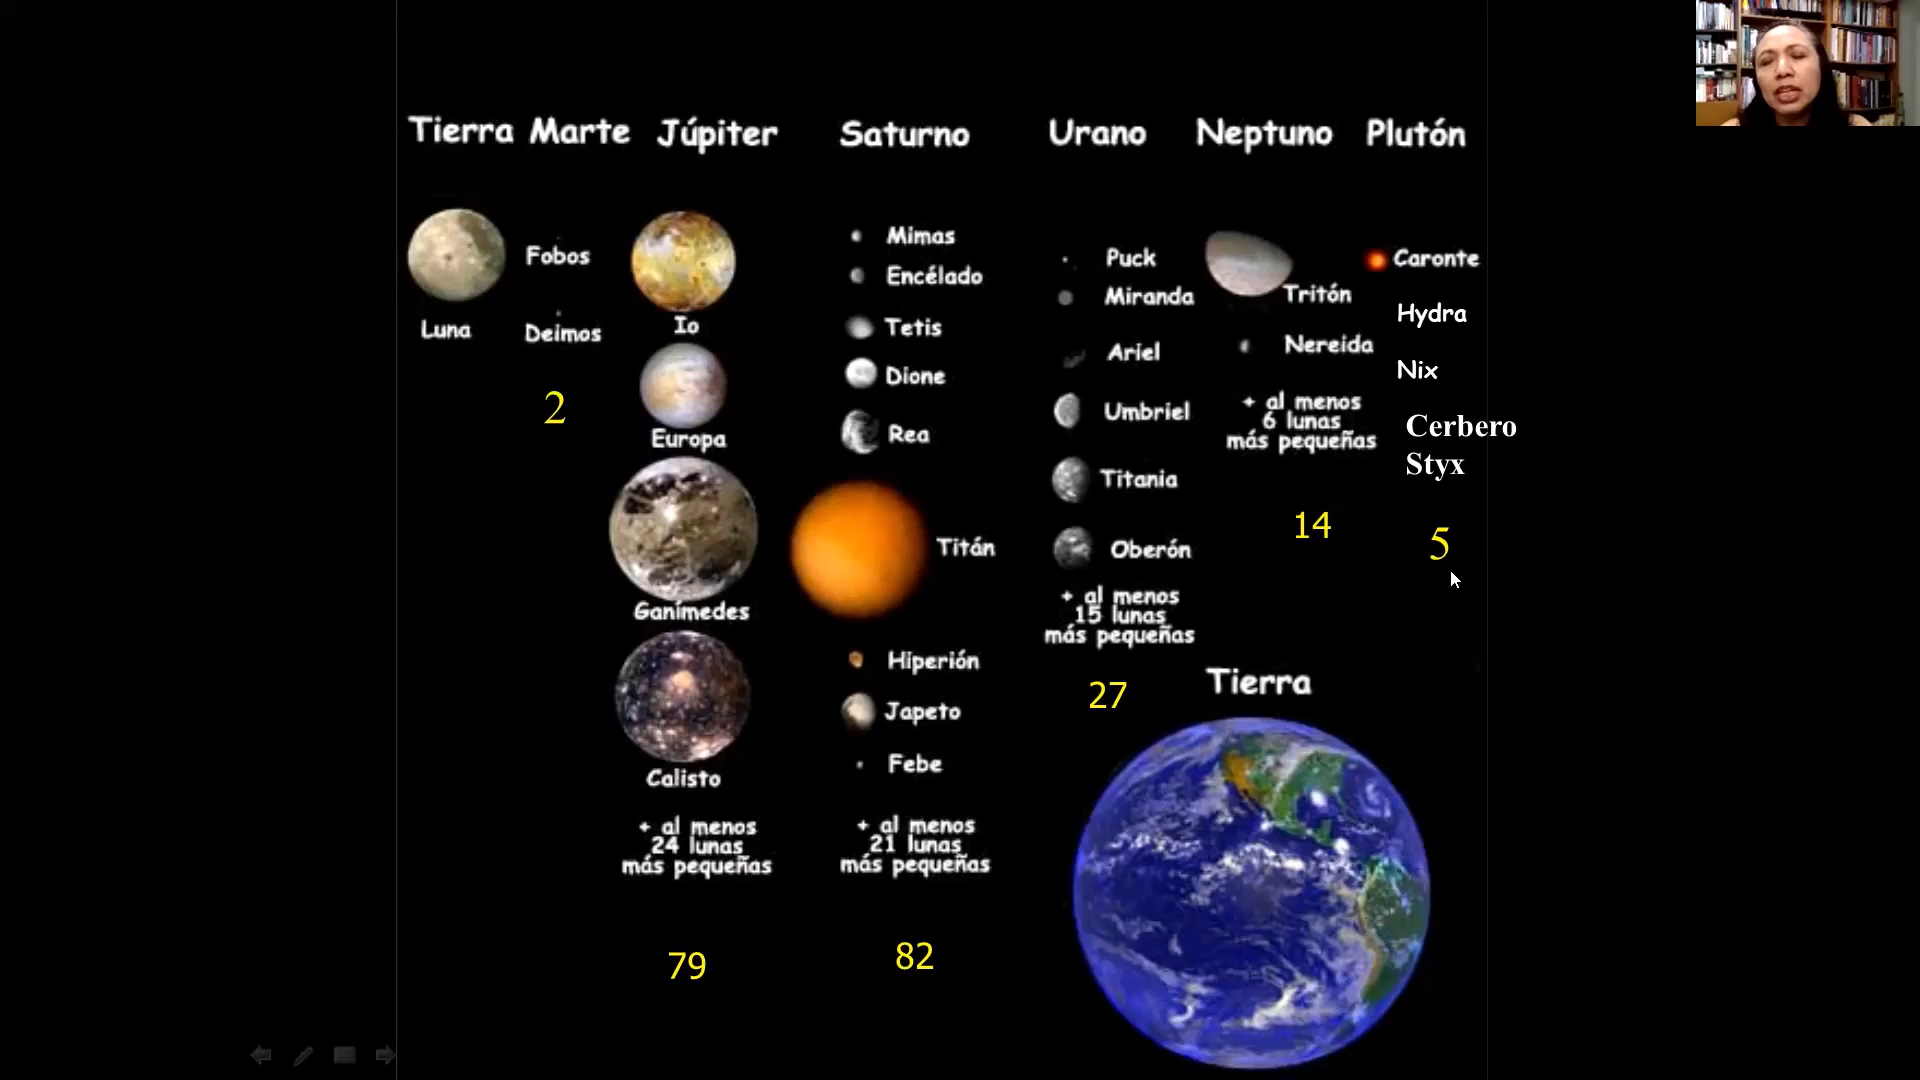 Tierra Marte Júpiter Saturno Urano Neptuno Plutón
Luna
Fobos
Deimos
2
Io
Europa
Ganímedes
Calisto
+ al menos
24 lunas
más pequeñas
79
Mimas
Encélado
Tetis
Dione
Rea
Titán
Hiperión
Japeto
Febe
+ al menos
21 lunas
más pequeñas
82
Puck
Miranda
Ariel
Umbriel
Titania
Oberón
+ al menos
15 lunas
más pequeñas
27
Tritón
Nereida
+ al menos
6 lunas
más pequeñas
14
Caronte
Hydra
Nix
Cerbero
Styx
5
Tierra